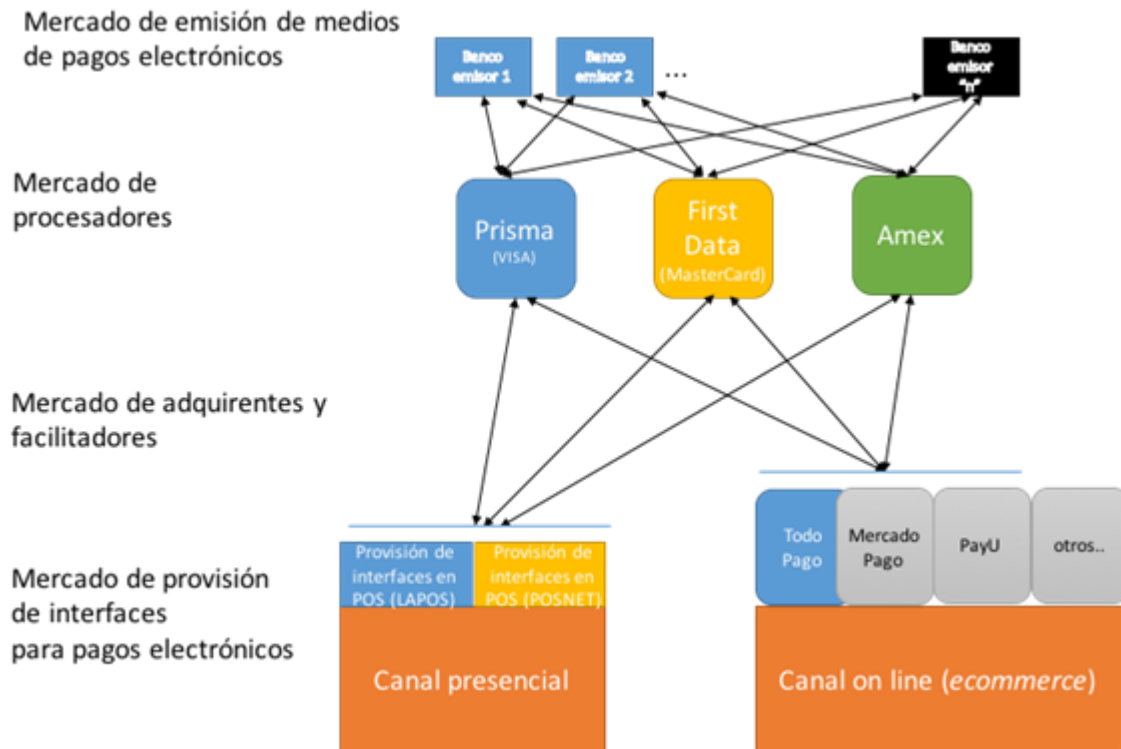 Mercado de emisión de medios
de pagos electrónicos
Banco
emisor 1
Banco
emisor 2
...
Banco
emisor
"n"
Mercado de
procesadores
Prisma
(VISA)
First
Data
(MasterCard)
Amex
Mercado de adquirentes y
facilitadores
Mercado de provisión
de interfaces
para pagos electrónicos
Provisión de
interfaces en
POS (LAPOS)
Provisión de
interfaces en
POS (POSNET)
Canal presencial
Todo
Pago
Mercado
Pago
PayU
otros..
Canal on line (ecommerce)